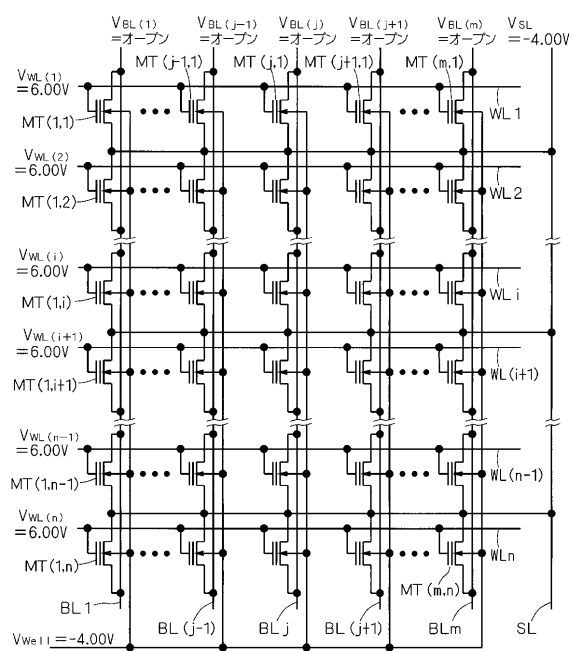 VBL(1) VBL(j−1) VBL(j) VBL(j+1) VBL(m) VSL
=オープン =オープン =オープン =オープン =オープン =−4.00V
MT(j−1,1) MT(j,1) MT(j+1,1) MT(m,1)
VWL(1)
=6.00V
WL1
MT(1,1)
VWL(2)
=6.00V
WL2
MT(1,2)
VWL(i)
=6.00V
WLi
MT(1,i)
VWL(i+1)
=6.00V
WL(i+1)
MT(1,i+1)
VWL(n−1)
=6.00V
WL(n−1)
MT(1,n−1)
VWL(n)
=6.00V
WLn
MT(1,n)
MT(m,n)
BL1 BL(j−1) BLj BL(j+1) BLm SL
VWell=−4.00V